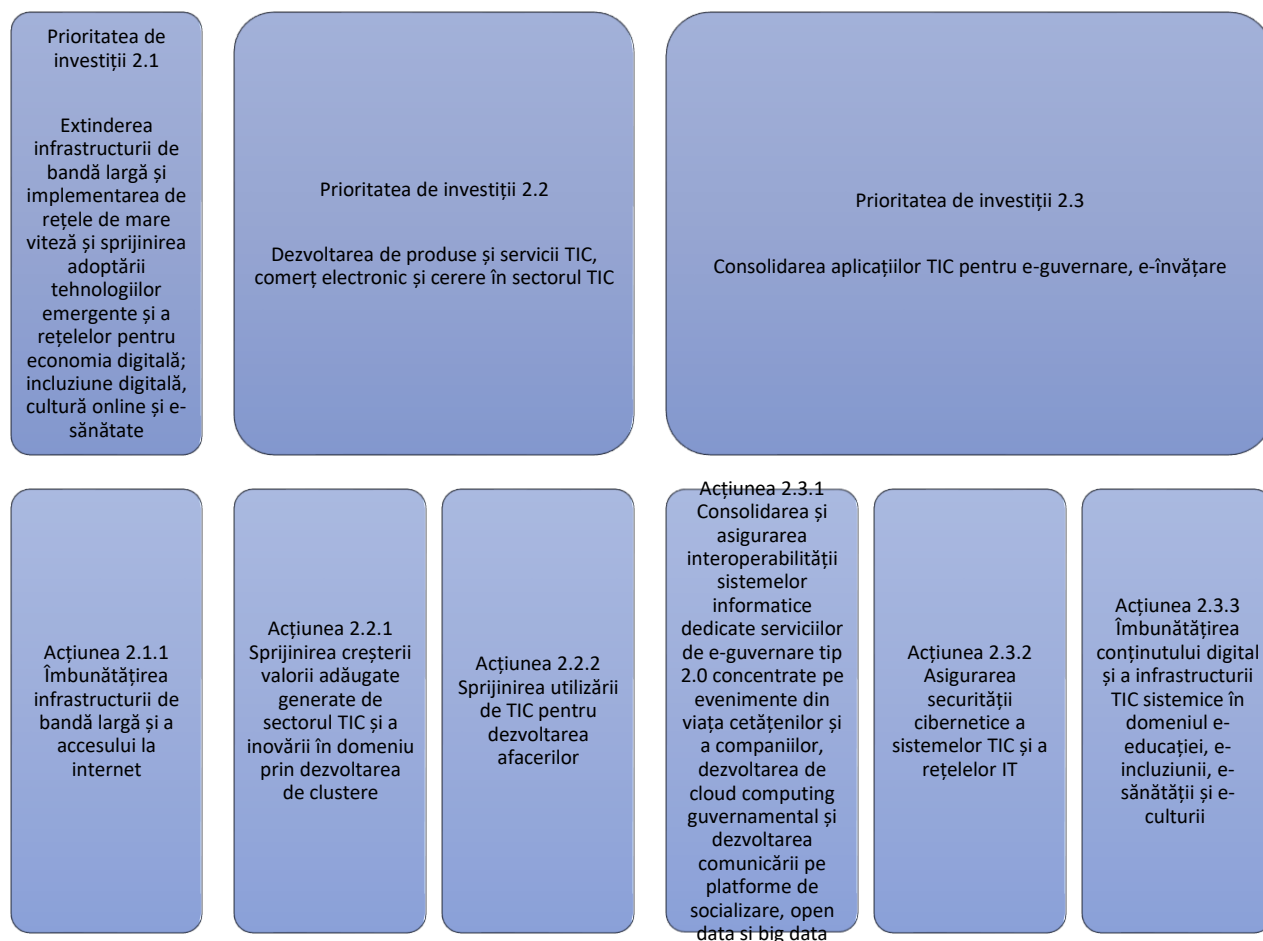 Prioritatea de
investiții 2.1
Extinderea
infrastructurii de
bandă largă și
implementarea de
rețele de mare
viteză și sprijinirea
adoptării
tehnologiilor
emergente și a
rețelelor pentru
economia digitală;
incluziune digitală,
cultură online și e-
sănătate
Prioritatea de investiții 2.2
Dezvoltarea de produse și servicii TIC,
comerț electronic și cerere în sectorul TIC
Prioritatea de investiții 2.3
Consolidarea aplicațiilor TIC pentru e-guvernare, e-învățare
Acțiunea 2.1.1
Îmbunătățirea
infrastructurii de
bandă largă și a
accesului la
internet
Acțiunea 2.2.1
Sprijinirea creșterii
valorii adăugate
generate de
sectorul TIC și a
inovării în domeniu
prin dezvoltarea
de clustere
Acțiunea 2.2.2
Sprijinirea utilizării
de TIC pentru
dezvoltarea
afacerilor
Acțiunea 2.3.1
Consolidarea și
asigurarea
interoperabilității
sistemelor
informatice
dedicate serviciilor
de e-guvernare tip
2.0 concentrate pe
evenimente din
viața cetățenilor și
a companiilor,
dezvoltarea de
cloud computing
guvernamental și
dezvoltarea
comunicării pe
platforme de
socializare, open
data și big data
Acțiunea 2.3.2
Asigurarea
securității
cibernetice a
sistemelor TIC și a
rețelelor IT
Acțiunea 2.3.3
Îmbunătățirea
conținutului digital
și a infrastructurii
TIC sistemice în
domeniul e-
educației, e-
incluziunii, e-
sănătății și e-
culturii